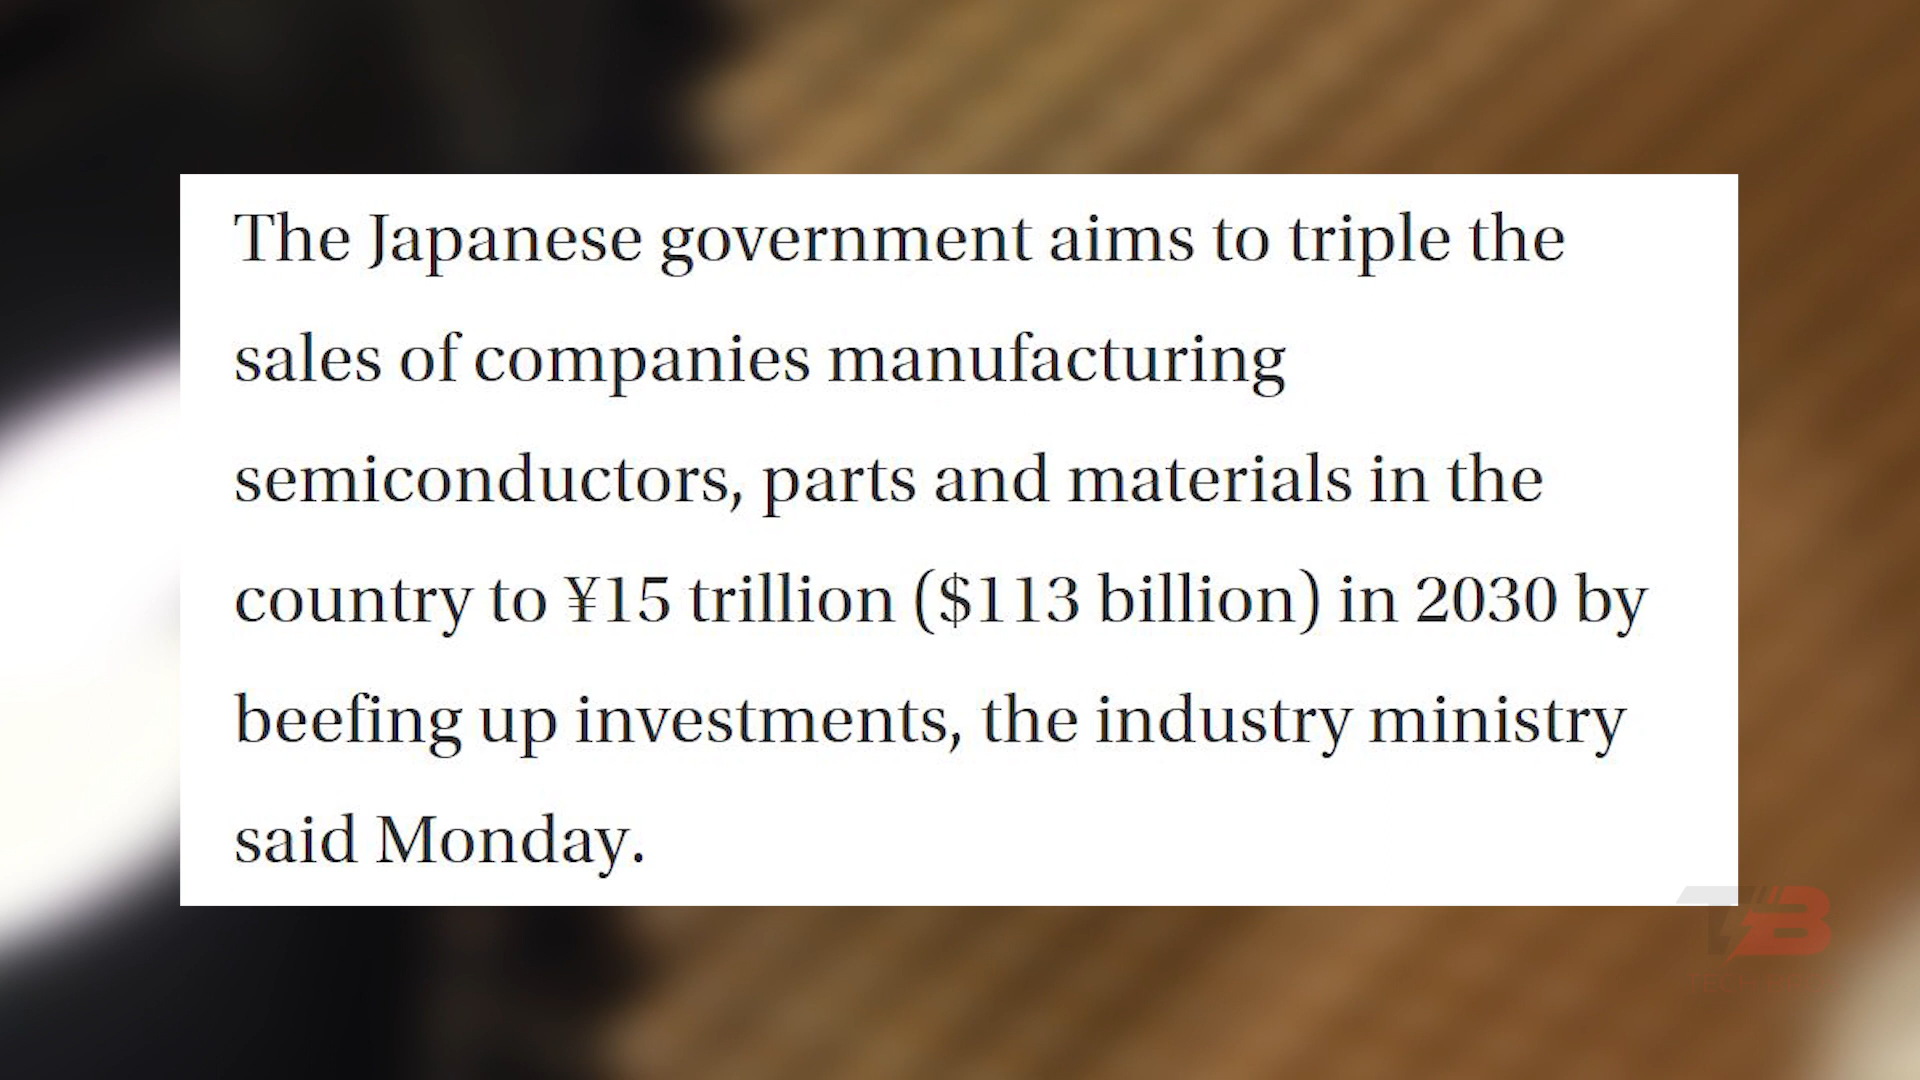 The Japanese government aims to triple the
sales of companies manufacturing
semiconductors, parts and materials in the
country to ¥15 trillion ($113 billion) in 2030 by
beefing up investments, the industry ministry
said Monday.
TB